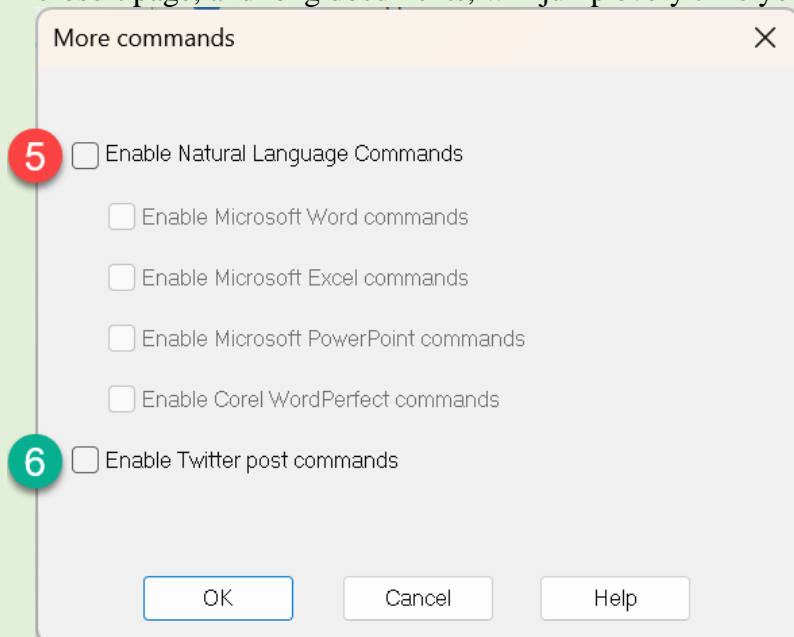 More commands
5 Enable Natural Language Commands
Enable Microsoft Word commands
Enable Microsoft Excel commands
Enable Microsoft PowerPoint commands
Enable Corel WordPerfect commands
6 Enable Twitter post commands
OK Cancel Help